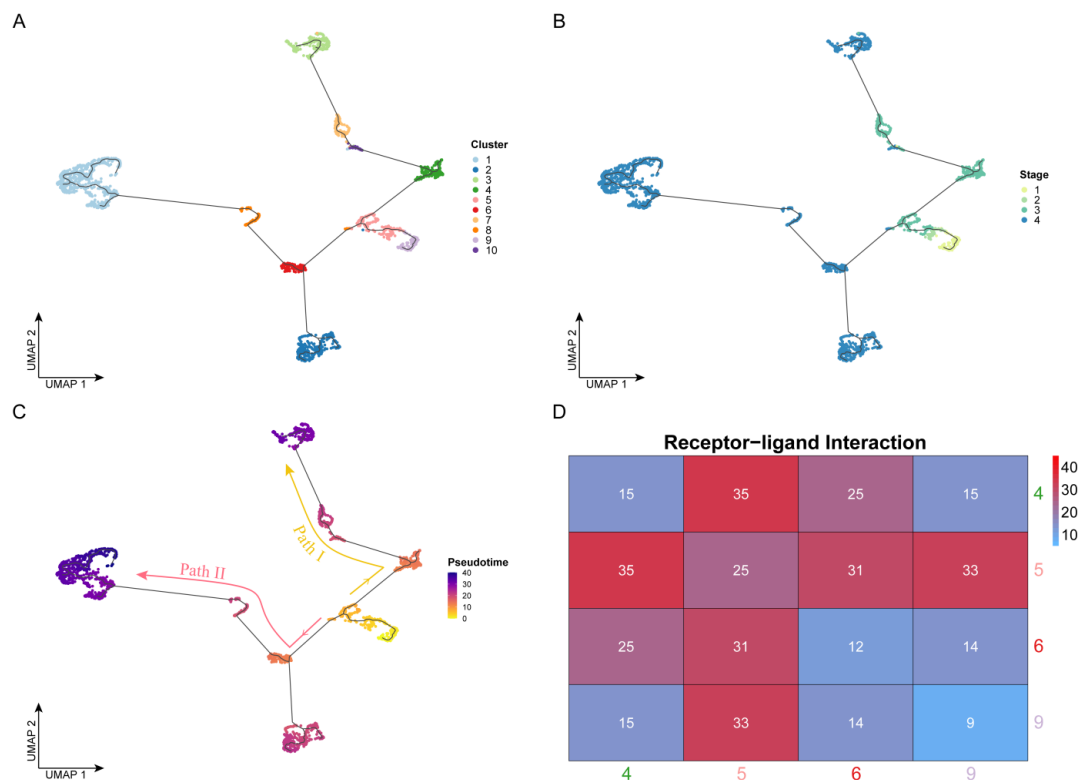 A
Cluster
1
2
3
4
5
6
7
8
9
10
UMAP 2
UMAP 1
B
Stage
1
2
3
4
UMAP 2
UMAP 1
C
Path I
Path II
Pseudotime
40
30
20
10
0
UMAP 2
UMAP 1
D
Receptor−ligand Interaction
15 35 25 15 4
35 25 31 33 5
25 31 12 14 6
15 33 14 9 9
4 5 6 9
40
30
20
10